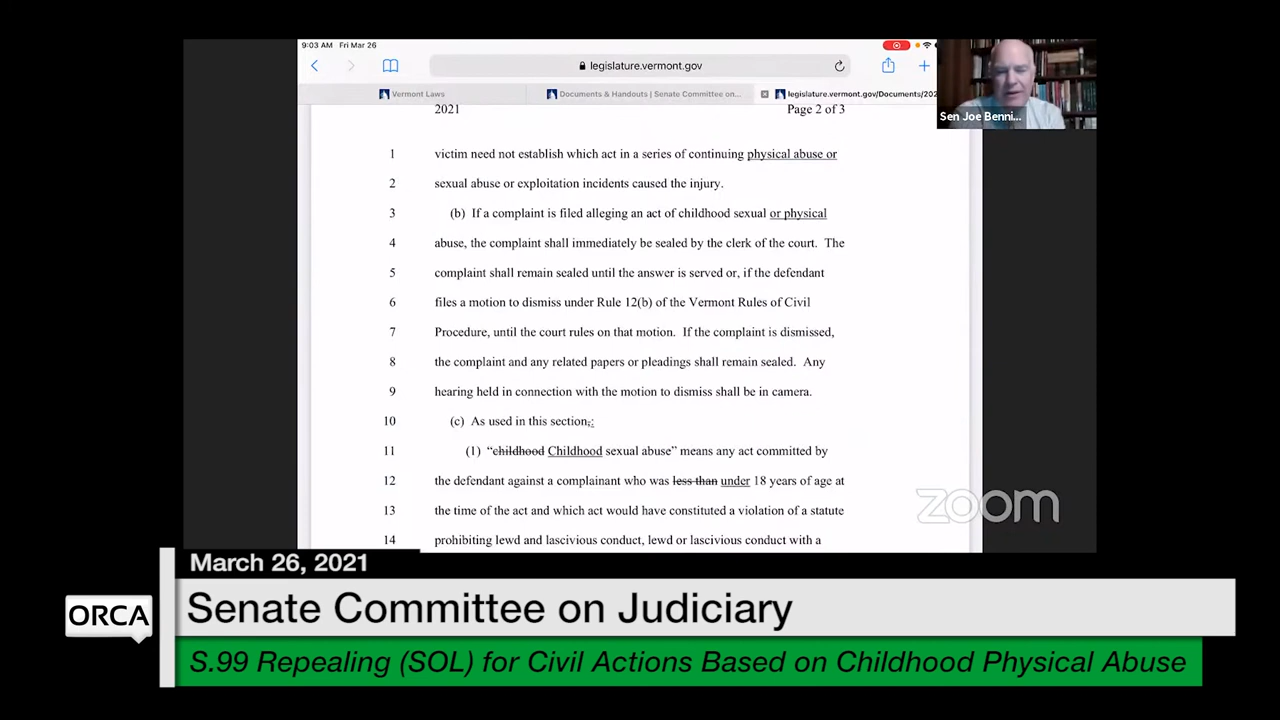 9:03 AM Fri Mar 26
legislature.vermont.gov
Vermont Laws
Documents & Handouts | Senate Committee on...
legislature.vermont.gov/Documents/202
Sen Joe Benni...
2021 Page 2 of 3
1 victim need not establish which act in a series of continuing physical abuse or
2 sexual abuse or exploitation incidents caused the injury.
3 (b) If a complaint is filed alleging an act of childhood sexual or physical
4 abuse, the complaint shall immediately be sealed by the clerk of the court. The
5 complaint shall remain sealed until the answer is served or, if the defendant
6 files a motion to dismiss under Rule 12(b) of the Vermont Rules of Civil
7 Procedure, until the court rules on that motion. If the complaint is dismissed,
8 the complaint and any related papers or pleadings shall remain sealed. Any
9 hearing held in connection with the motion to dismiss shall be in camera.
10 (c) As used in this section,:
11 (1) “childhood Childhood sexual abuse” means any act committed by
12 the defendant against a complainant who was less than under 18 years of age at
13 the time of the act and which act would have constituted a violation of a statute
14 prohibiting lewd and lascivious conduct, lewd or lascivious conduct with a
zoom
March 26, 2021
ORCA
Senate Committee on Judiciary
S.99 Repealing (SOL) for Civil Actions Based on Childhood Physical Abuse